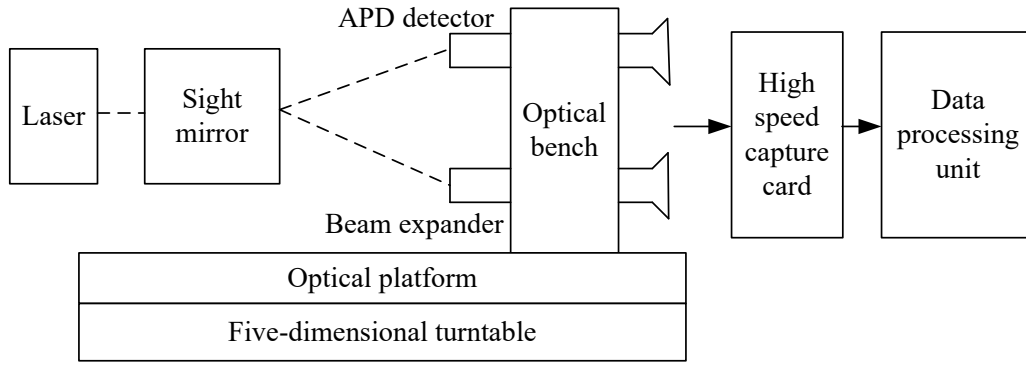 APD detector
Laser
Sight
mirror
Optical
bench
High
speed
capture
card
Data
processing
unit
Beam expander
Optical platform
Five-dimensional turntable